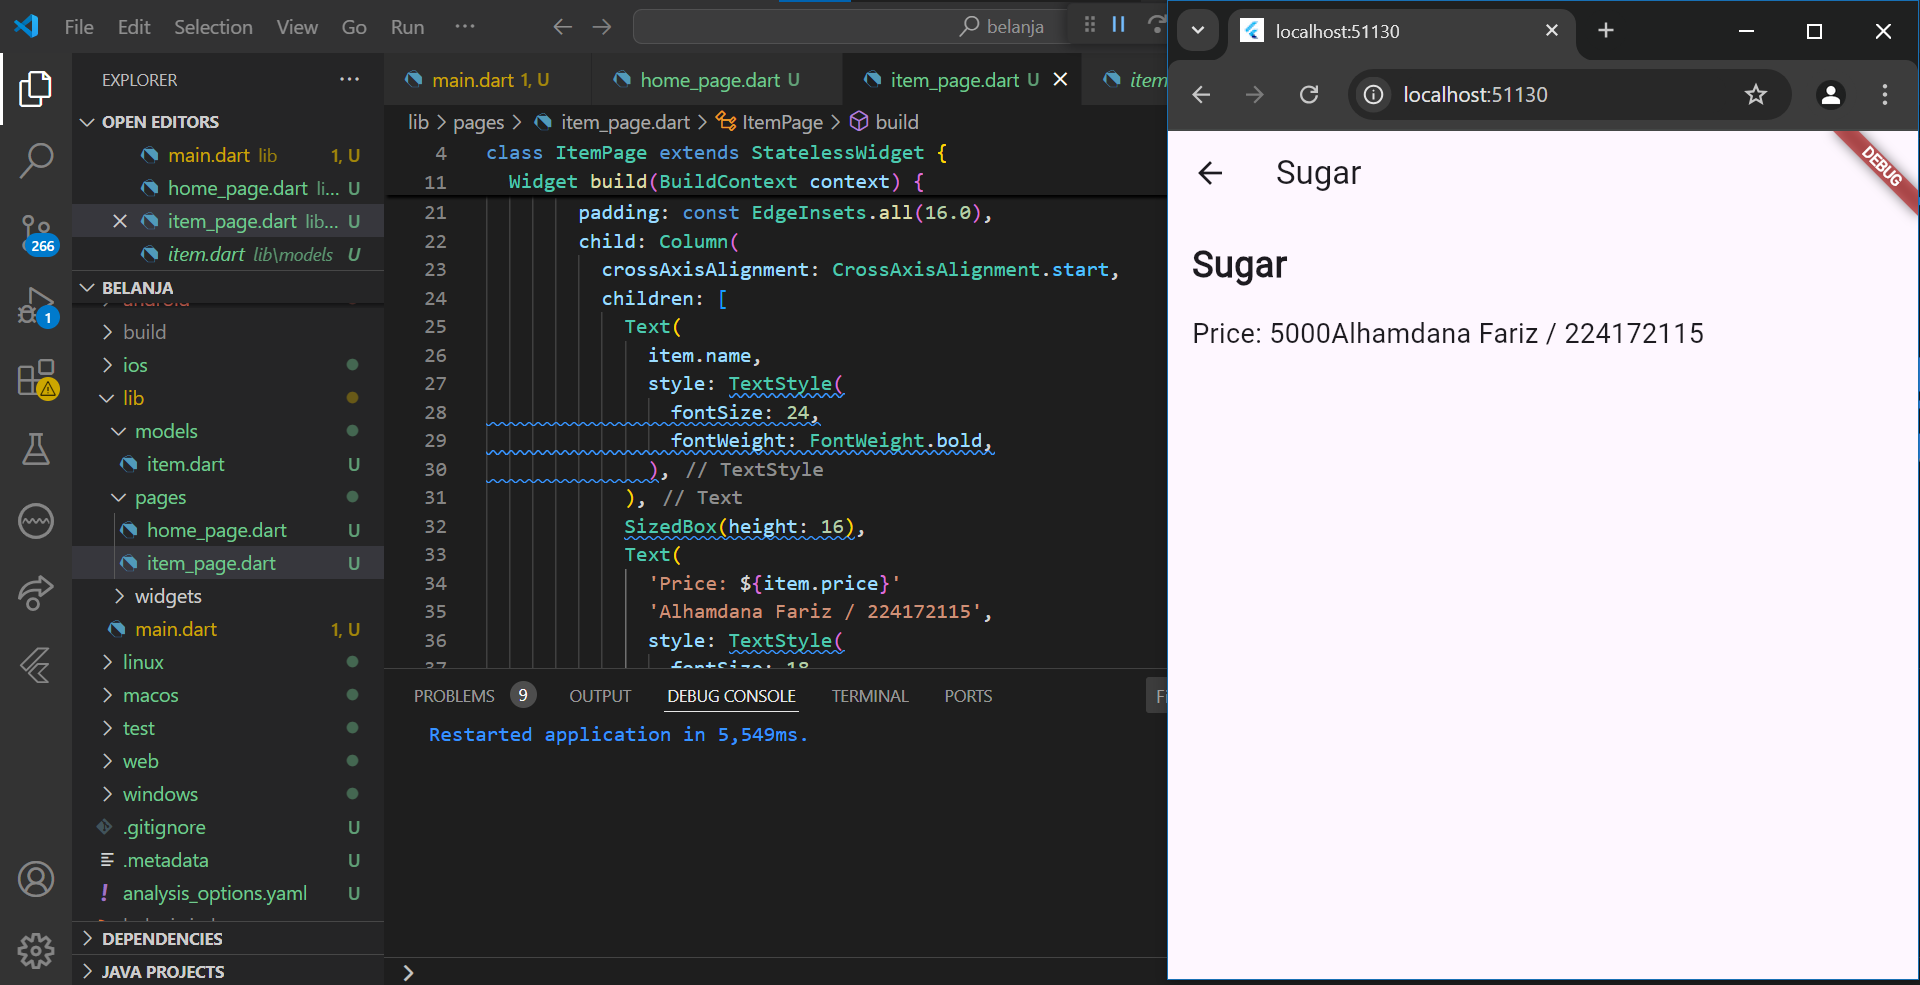 File Edit Selection View Go Run ··· belanja
EXPLORER ···
OPEN EDITORS
main.dart lib 1, U
home_page.dart li... U
item_page.dart lib... U
item.dart lib\models U
BELANJA
android
build
ios
lib
models
item.dart U
pages
home_page.dart U
item_page.dart U
widgets
main.dart 1, U
linux
macos
test
web
windows
.gitignore U
.metadata U
analysis_options.yaml U
DEPENDENCIES
JAVA PROJECTS
266
1
main.dart 1, U home_page.dart U item_page.dart U item
lib > pages > item_page.dart > ItemPage > build
4 class ItemPage extends StatelessWidget {
11 Widget build(BuildContext context) {
21 padding: const EdgeInsets.all(16.0),
22 child: Column(
23 crossAxisAlignment: CrossAxisAlignment.start,
24 children: [
25 Text(
26 item.name,
27 style: TextStyle(
28 fontSize: 24,
29 fontWeight: FontWeight.bold,
30 ), // TextStyle
31 ), // Text
32 SizedBox(height: 16),
33 Text(
34 'Price: ${item.price}'
35 'Alhamdana Fariz / 224172115',
36 style: TextStyle(
37 fontSize: 18
PROBLEMS 9 OUTPUT DEBUG CONSOLE TERMINAL PORTS Fi
Restarted application in 5,549ms.
>
localhost:51130
localhost:51130
DEBUG
Sugar
Sugar
Price: 5000Alhamdana Fariz / 224172115